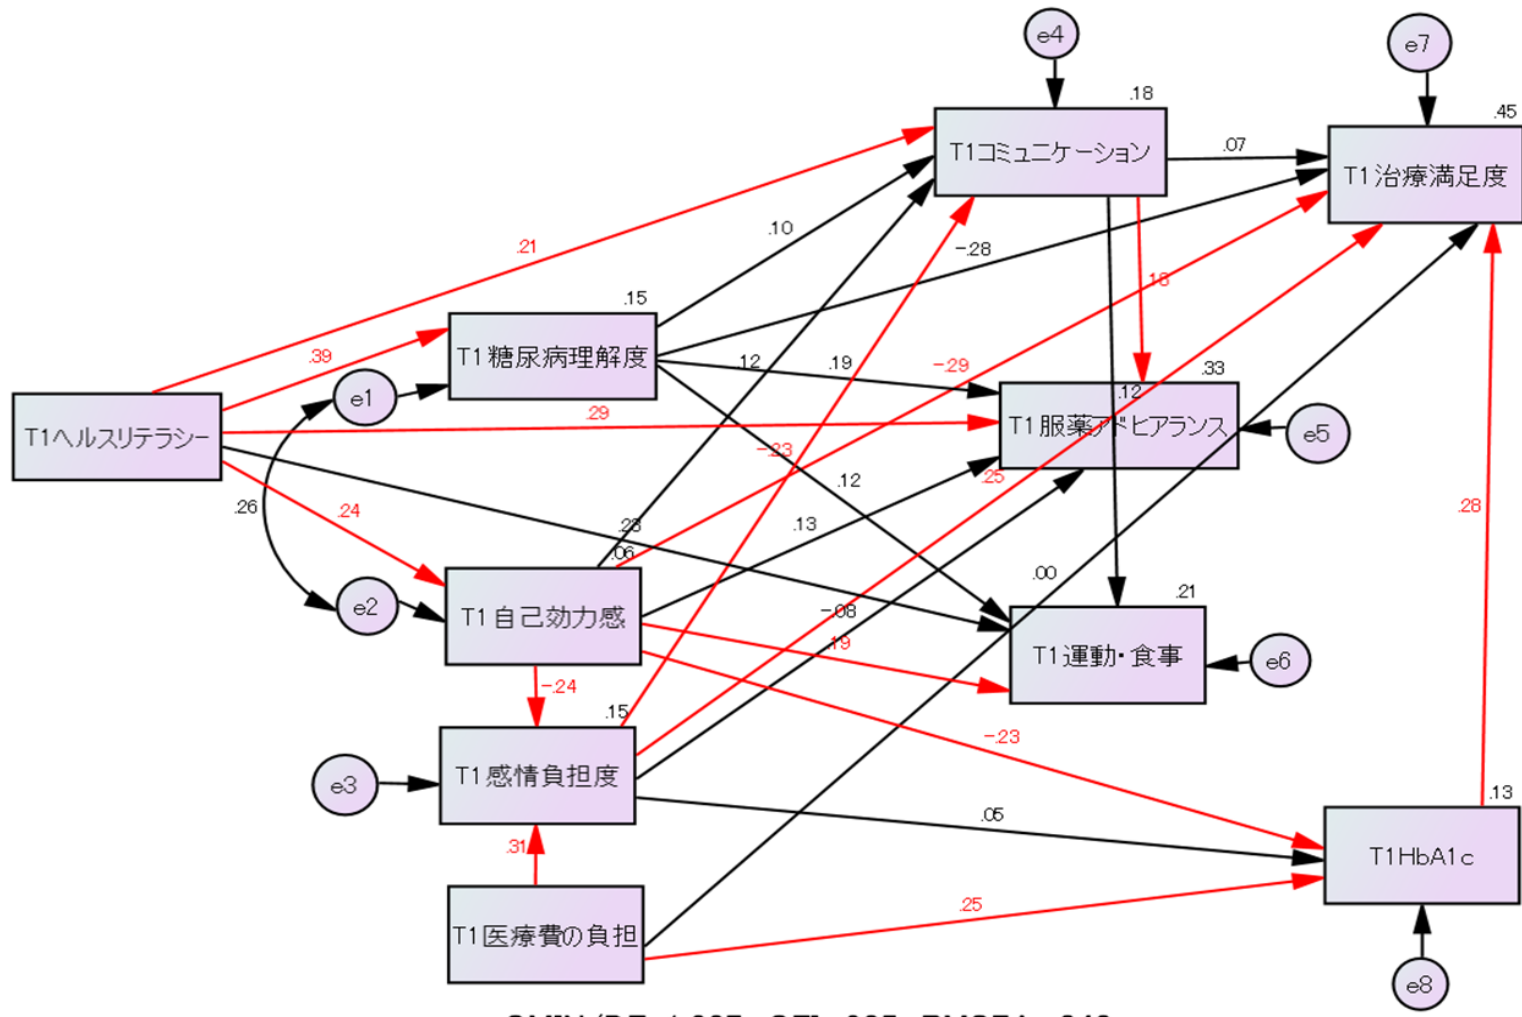 e4
e7
.18
.45
T1コミュニケーション
.07
T1治療満足度
.10
.21
-.28
.18
.15
.39
T1糖尿病理解度
.12
.19
-.29
.33
.12
e1
.29
T1服薬アドヒアランス
e5
T1ヘルスリテラシー
-.23
.25
.12
.26
.24
.23
.13
.28
.06
.00
e2
T1自己効力感
-.08
.21
.19
T1運動・食事
e6
-.24
.15
-.23
e3
T1感情負担度
.05
.13
.31
T1HbA1c
.25
T1医療費の負担
e8